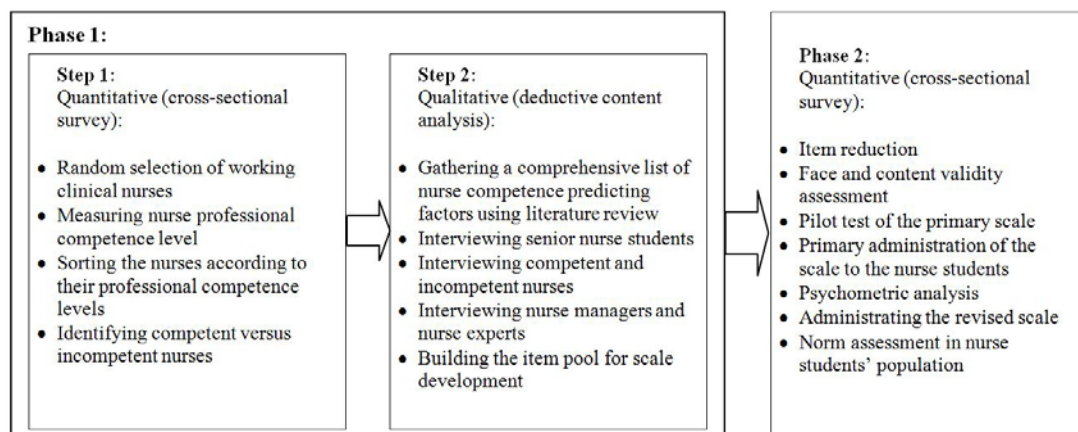 Phase 1:
Step 1:
Quantitative (cross-sectional
survey):
• Random selection of working
clinical nurses
• Measuring nurse professional
competence level
• Sorting the nurses according to
their professional competence
levels
• Identifying competent versus
incompetent nurses
Step 2:
Qualitative (deductive content
analysis):
• Gathering a comprehensive list of
nurse competence predicting
factors using literature review
• Interviewing senior nurse students
• Interviewing competent and
incompetent nurses
• Interviewing nurse managers and
nurse experts
• Building the item pool for scale
development
Phase 2:
Quantitative (cross-sectional
survey):
• Item reduction
• Face and content validity
assessment
• Pilot test of the primary scale
• Primary administration of the
scale to the nurse students
• Psychometric analysis
• Administrating the revised scale
• Norm assessment in nurse
students’ population